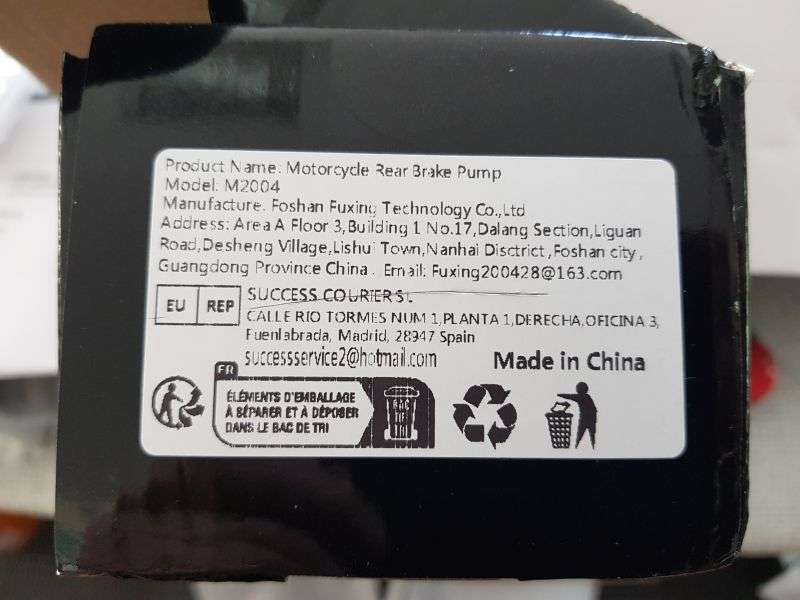 Product Name: Motorcycle Rear Brake Pump
Model: M2004
Manufacture: Foshan Fuxing Technology Co.,Ltd
Address: Area A Floor 3,Building 1 No.17,Dalang Section,Liguan
Road,Desheng Village,Lishui Town,Nanhai Disctrict,Foshan city,
Guangdong Province China. Email: Fuxing200428@163.com
EU REP
SUCCESS COURIER SL
CALLE RIO TORMES NUM 1,PLANTA 1,DERECHA,OFICINA 3,
Fuenlabrada, Madrid, 28947 Spain
successservice2@hotmail.com
Made in China
FR
ÉLÉMENTS D'EMBALLAGE
À SÉPARER ET À DÉPOSER
DANS LE BAC DE TRI
BAC
DE
TRI